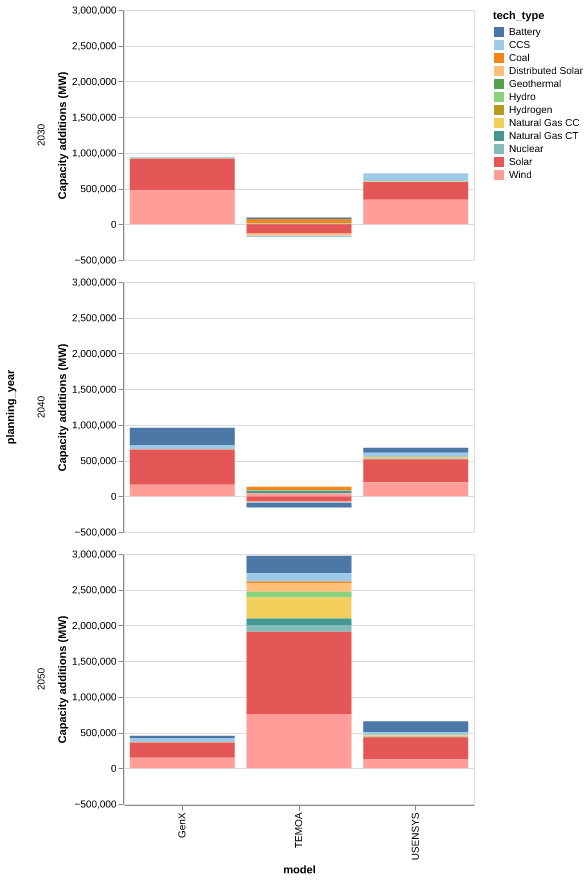 planning_year
2030
Capacity additions (MW)
3,000,000
2,500,000
2,000,000
1,500,000
1,000,000
500,000
0
−500,000
2040
Capacity additions (MW)
3,000,000
2,500,000
2,000,000
1,500,000
1,000,000
500,000
0
−500,000
2050
Capacity additions (MW)
3,000,000
2,500,000
2,000,000
1,500,000
1,000,000
500,000
0
−500,000
GenX
TEMOA
USENSYS
model
tech_type
Battery
CCS
Coal
Distributed Solar
Geothermal
Hydro
Hydrogen
Natural Gas CC
Natural Gas CT
Nuclear
Solar
Wind